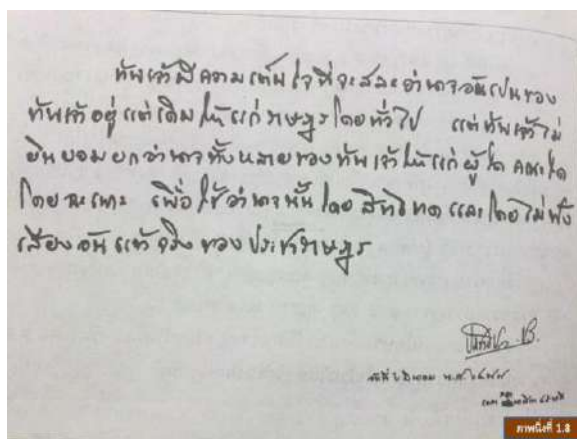 ข้าพเจ้ามีความเต็มใจที่จะสละอำนาจอันเป็นของ
ข้าพเจ้าอยู่แต่เดิมให้แก่ราษฎรโดยทั่วไป แต่ข้าพเจ้าไม่
ยินยอมยกอำนาจทั้งหลายของข้าพเจ้าให้แก่ผู้ใด คณะใด
โดยฉะเพาะ เพื่อใช้อำนาจนั้นโดยสิทธิขาด และโดยไม่ฟัง
เสียงอันแท้จริงของประชาราษฎร
ภาพนิ่งที่ 1.8